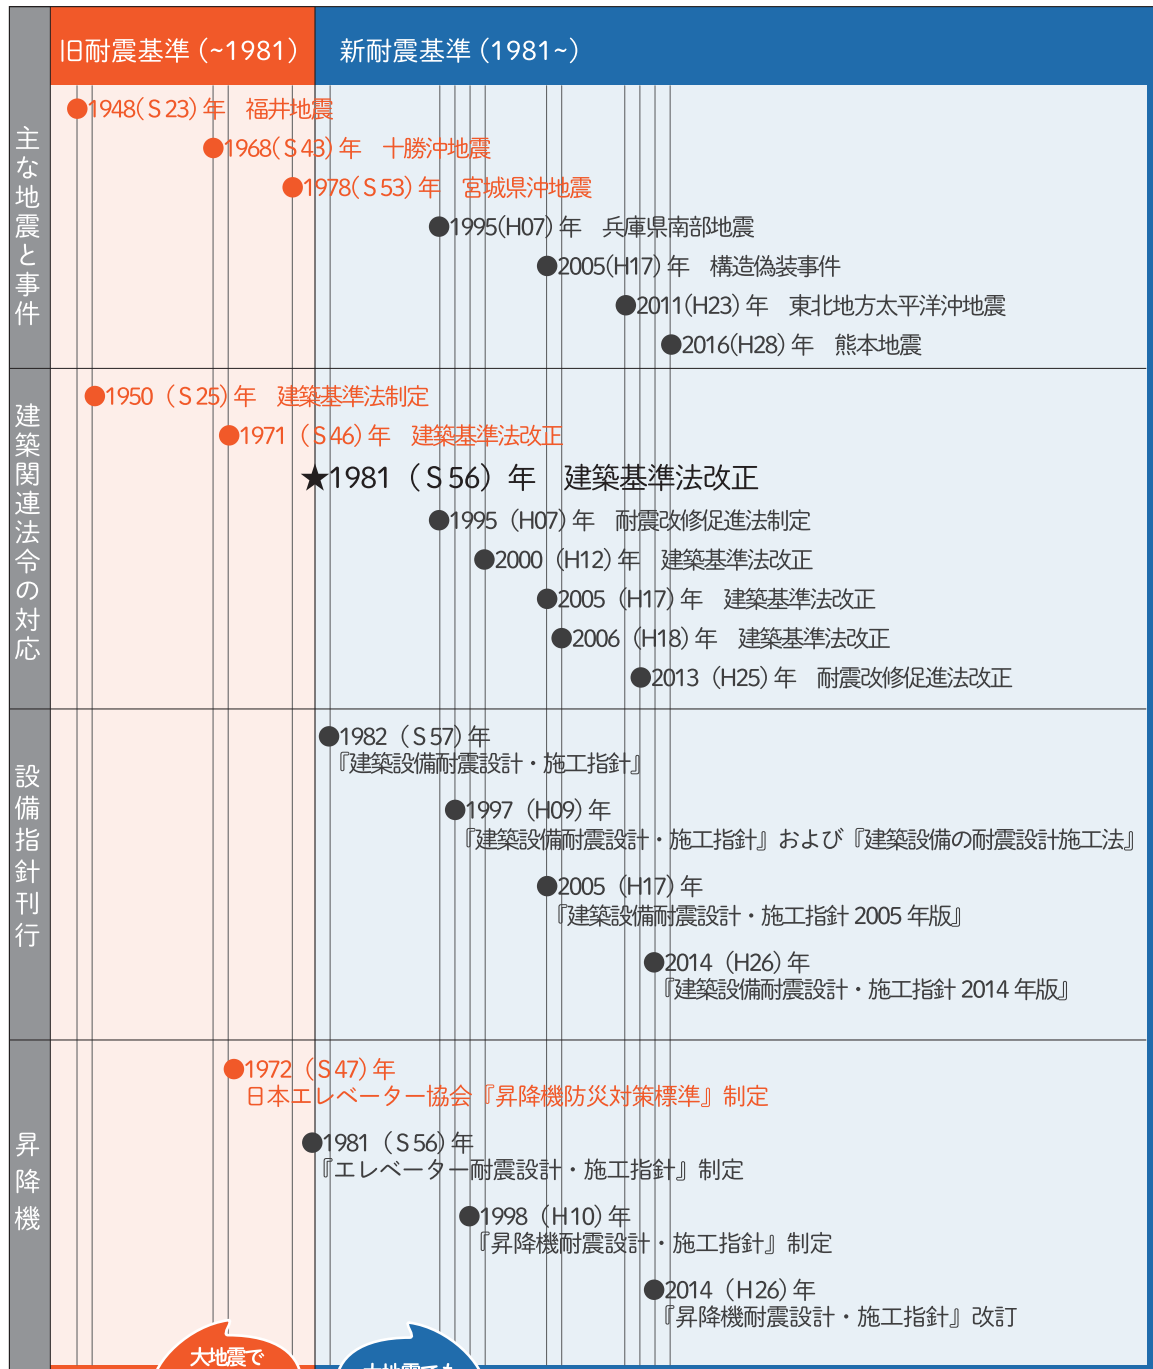 旧耐震基準 (~1981)
新耐震基準 (1981~)
主な地震と事件
1948(S 23) 年　福井地震
1968(S 43) 年　十勝沖地震
1978(S 53) 年　宮城県沖地震
1995(H07) 年　兵庫県南部地震
2005(H17) 年　構造偽装事件
2011(H23) 年　東北地方太平洋沖地震
2016(H28) 年　熊本地震
建築関連法令の対応
1950（S 25) 年　建築基準法制定
1971（S 46) 年　建築基準法改正
★1981（S 56）年　建築基準法改正
1995（H07) 年　耐震改修促進法制定
2000（H12) 年　建築基準法改正
2005（H17) 年　建築基準法改正
2006（H18) 年　建築基準法改正
2013（H25) 年　耐震改修促進法改正
設備指針刊行
1982（S 57) 年
『建築設備耐震設計・施工指針』
1997（H09) 年
『建築設備耐震設計・施工指針』および『建築設備の耐震設計施工法』
2005（H17) 年
『建築設備耐震設計・施工指針 2005 年版』
2014（H26) 年
『建築設備耐震設計・施工指針 2014 年版』
昇降機
1972（S 47) 年
日本エレベーター協会『昇降機防災対策標準』制定
1981（S 56) 年
『エレベーター耐震設計・施工指針』制定
1998（H10) 年
『昇降機耐震設計・施工指針』制定
2014（H 26) 年
『昇降機耐震設計・施工指針』改訂
大地震で
大地震でも